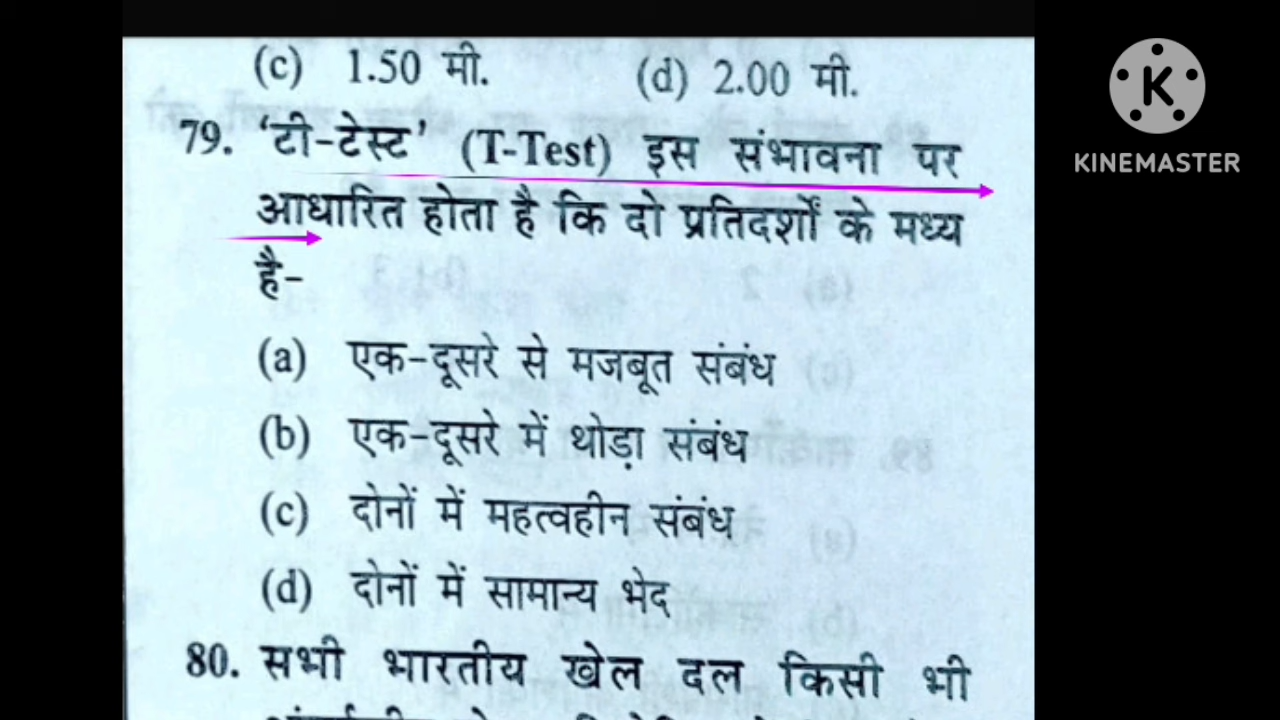 (c) 1.50 मी. (d) 2.00 मी.
79. ‘टी-टेस्ट’ (T-Test) इस संभावना पर
आधारित होता है कि दो प्रतिदर्शों के मध्य
है-
(a) एक-दूसरे से मजबूत संबंध
(b) एक-दूसरे में थोड़ा संबंध
(c) दोनों में महत्वहीन संबंध
(d) दोनों में सामान्य भेद
80. सभी भारतीय खेल दल किसी भी
K
KINEMASTER